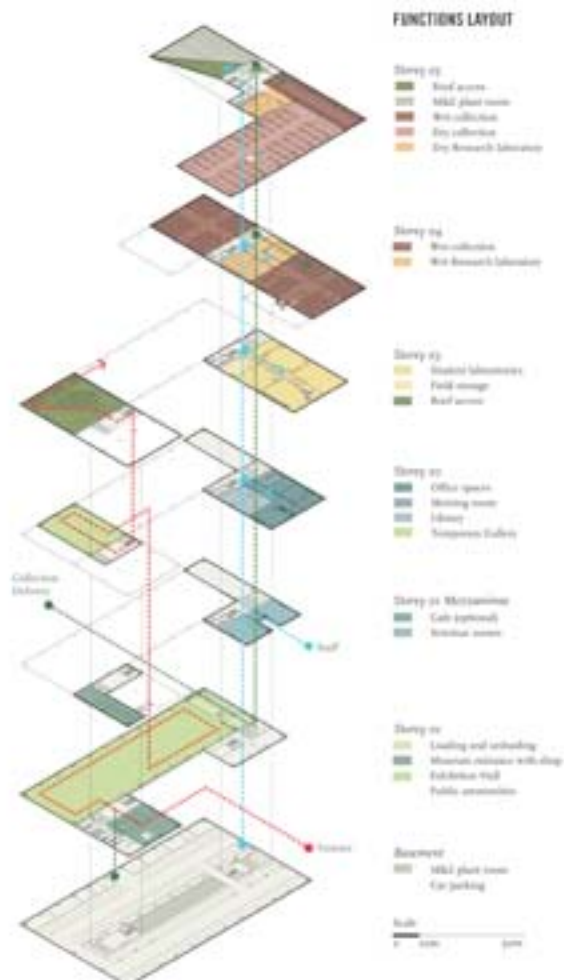 FUNCTIONS LAYOUT
Storey 05
Roof access
M&E plant room
Wet collection
Dry collection
Dry Research laboratory
Storey 04
Wet collection
Wet Research laboratory
Storey 03
Student laboratories
Field storage
Roof access
Storey 02
Office spaces
Meeting room
Library
Temporary Gallery
Collection
Delivery
Storey 01 Mezzanine
Cafe (optional)
Seminar rooms
Staff
Storey 01
Loading and unloading
Museum entrance with shop
Exhibition Hall
Public amenities
Visitors
Basement
M&E plant room
Car parking
Scale